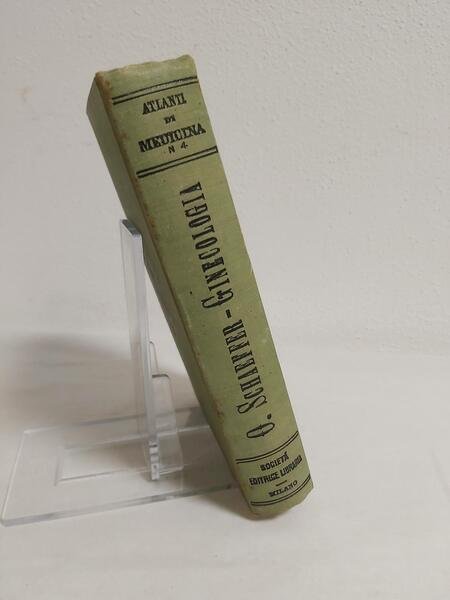 ATLANTI
DI
MEDICINA
N 4
O. SCHAEFFER - GINECOLOGIA
SOCIETÀ
EDITRICE LIBRARIA
MILANO